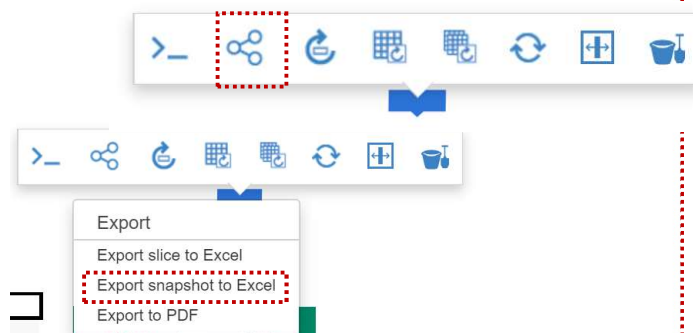 Export
Export slice to Excel
Export snapshot to Excel
Export to PDF